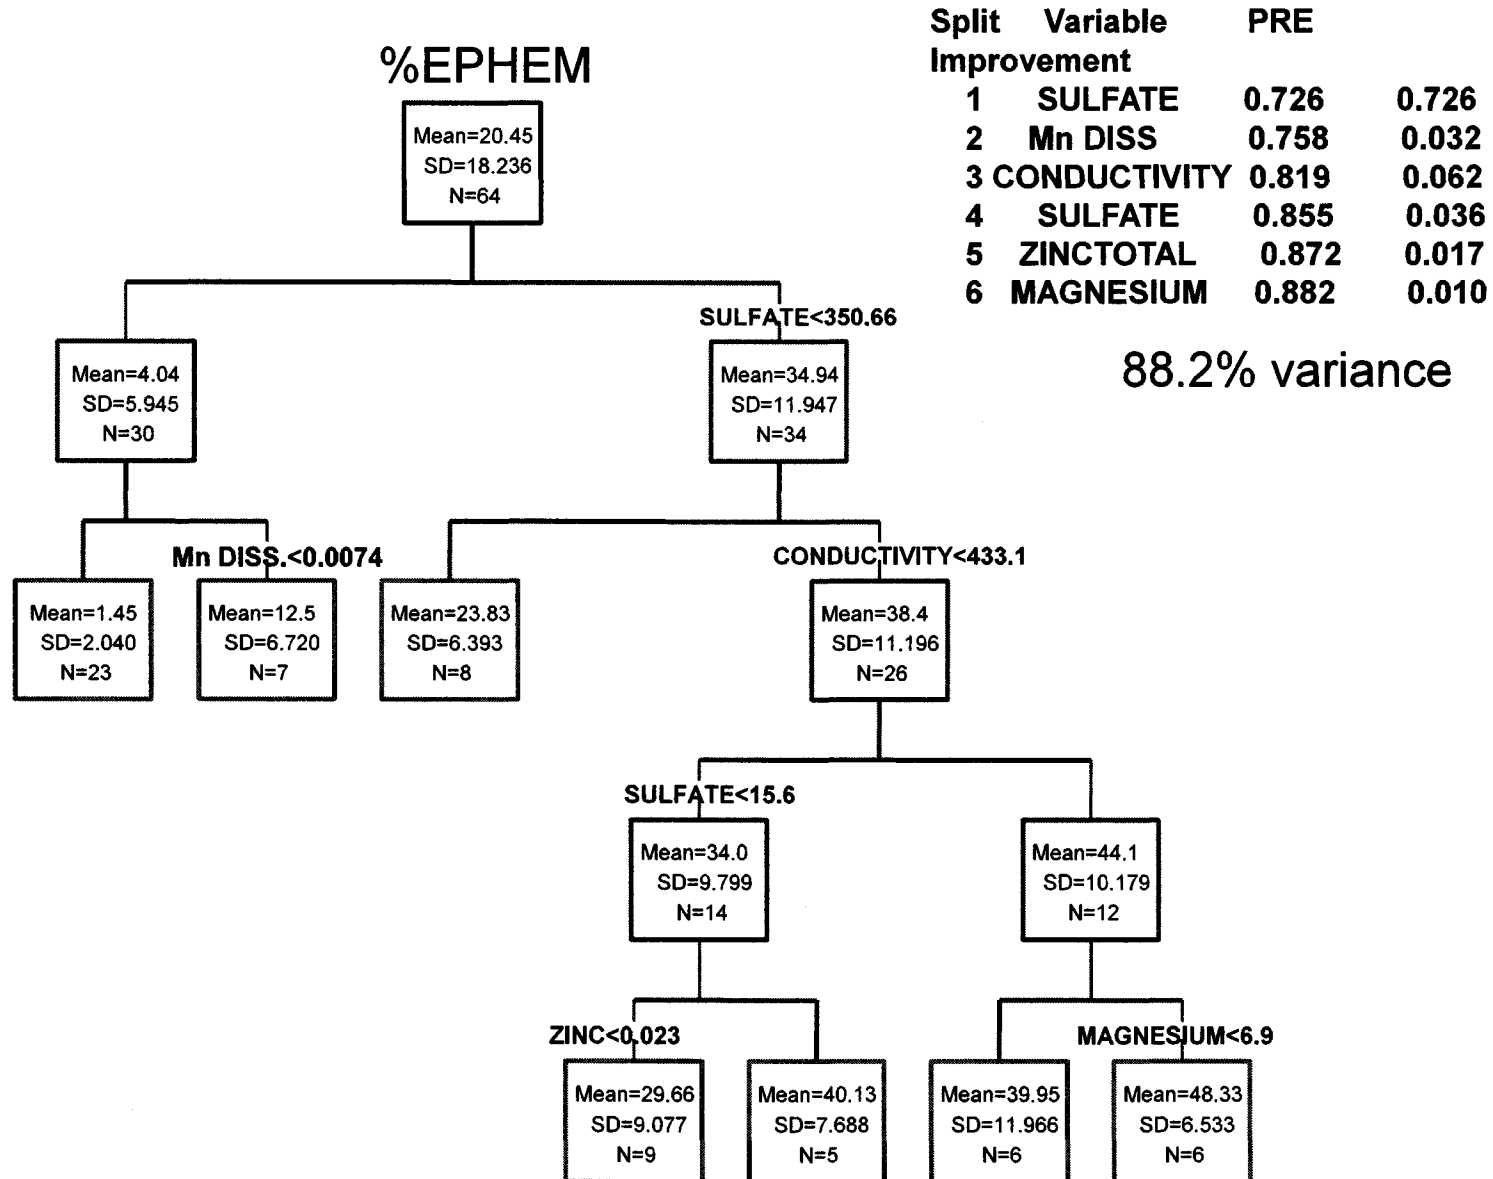 Split Variable PRE
Improvement
1 SULFATE 0.726 0.726
2 Mn DISS 0.758 0.032
3 CONDUCTIVITY 0.819 0.062
4 SULFATE 0.855 0.036
5 ZINCTOTAL 0.872 0.017
6 MAGNESIUM 0.882 0.010
88.2% variance
%EPHEM
Mean=20.45
SD=18.236
N=64
SULFATE<350.66
Mean=4.04
SD=5.945
N=30
Mean=34.94
SD=11.947
N=34
Mn DISS.<0.0074
CONDUCTIVITY<433.1
Mean=1.45
SD=2.040
N=23
Mean=12.5
SD=6.720
N=7
Mean=23.83
SD=6.393
N=8
Mean=38.4
SD=11.196
N=26
SULFATE<15.6
Mean=34.0
SD=9.799
N=14
Mean=44.1
SD=10.179
N=12
ZINC<0.023
MAGNESIUM<6.9
Mean=29.66
SD=9.077
N=9
Mean=40.13
SD=7.688
N=5
Mean=39.95
SD=11.966
N=6
Mean=48.33
SD=6.533
N=6